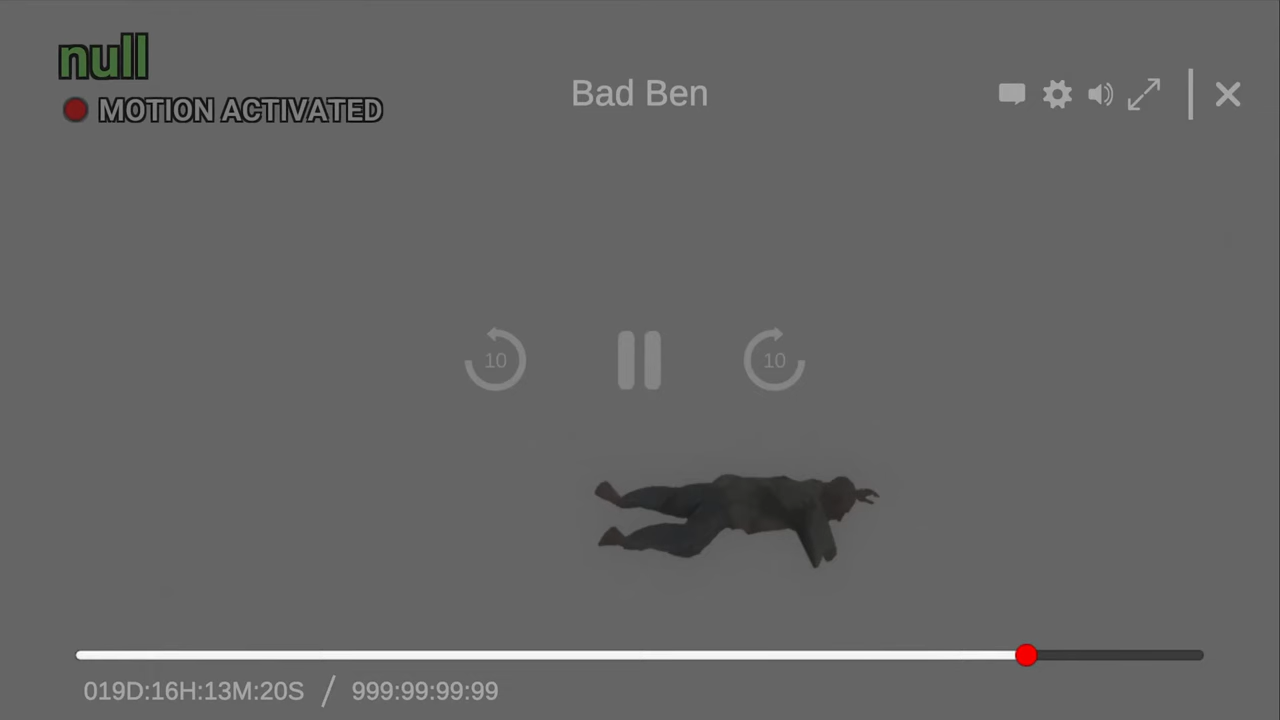 null
MOTION ACTIVATED
Bad Ben
10
10
019D:16H:13M:20S / 999:99:99:99